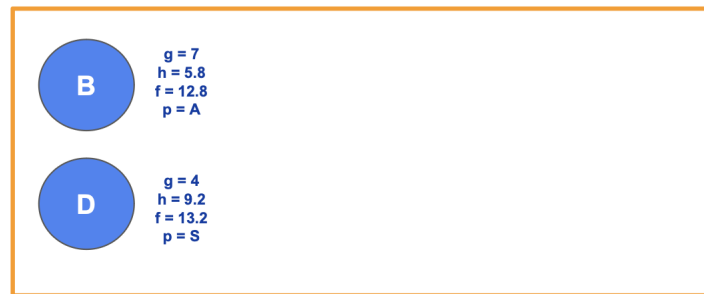 B
g = 7
h = 5.8
f = 12.8
p = A
D
g = 4
h = 9.2
f = 13.2
p = S